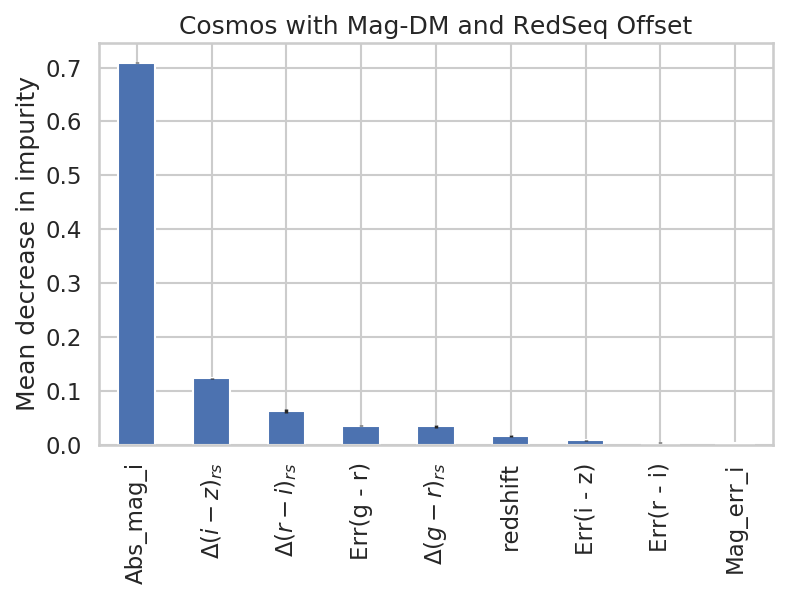 Cosmos with Mag-DM and RedSeq Offset
Mean decrease in impurity
0.7
0.6
0.5
0.4
0.3
0.2
0.1
0.0
Abs_mag_i
Δ(i − z)rs
Δ(r − i)rs
Err(g - r)
Δ(g − r)rs
redshift
Err(i - z)
Err(r - i)
Mag_err_i